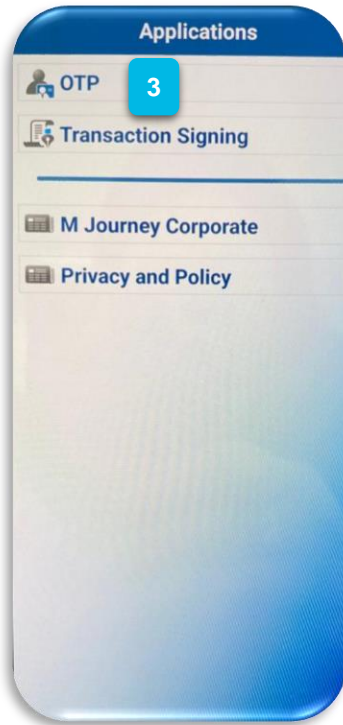 Applications
OTP 3
Transaction Signing
M Journey Corporate
Privacy and Policy